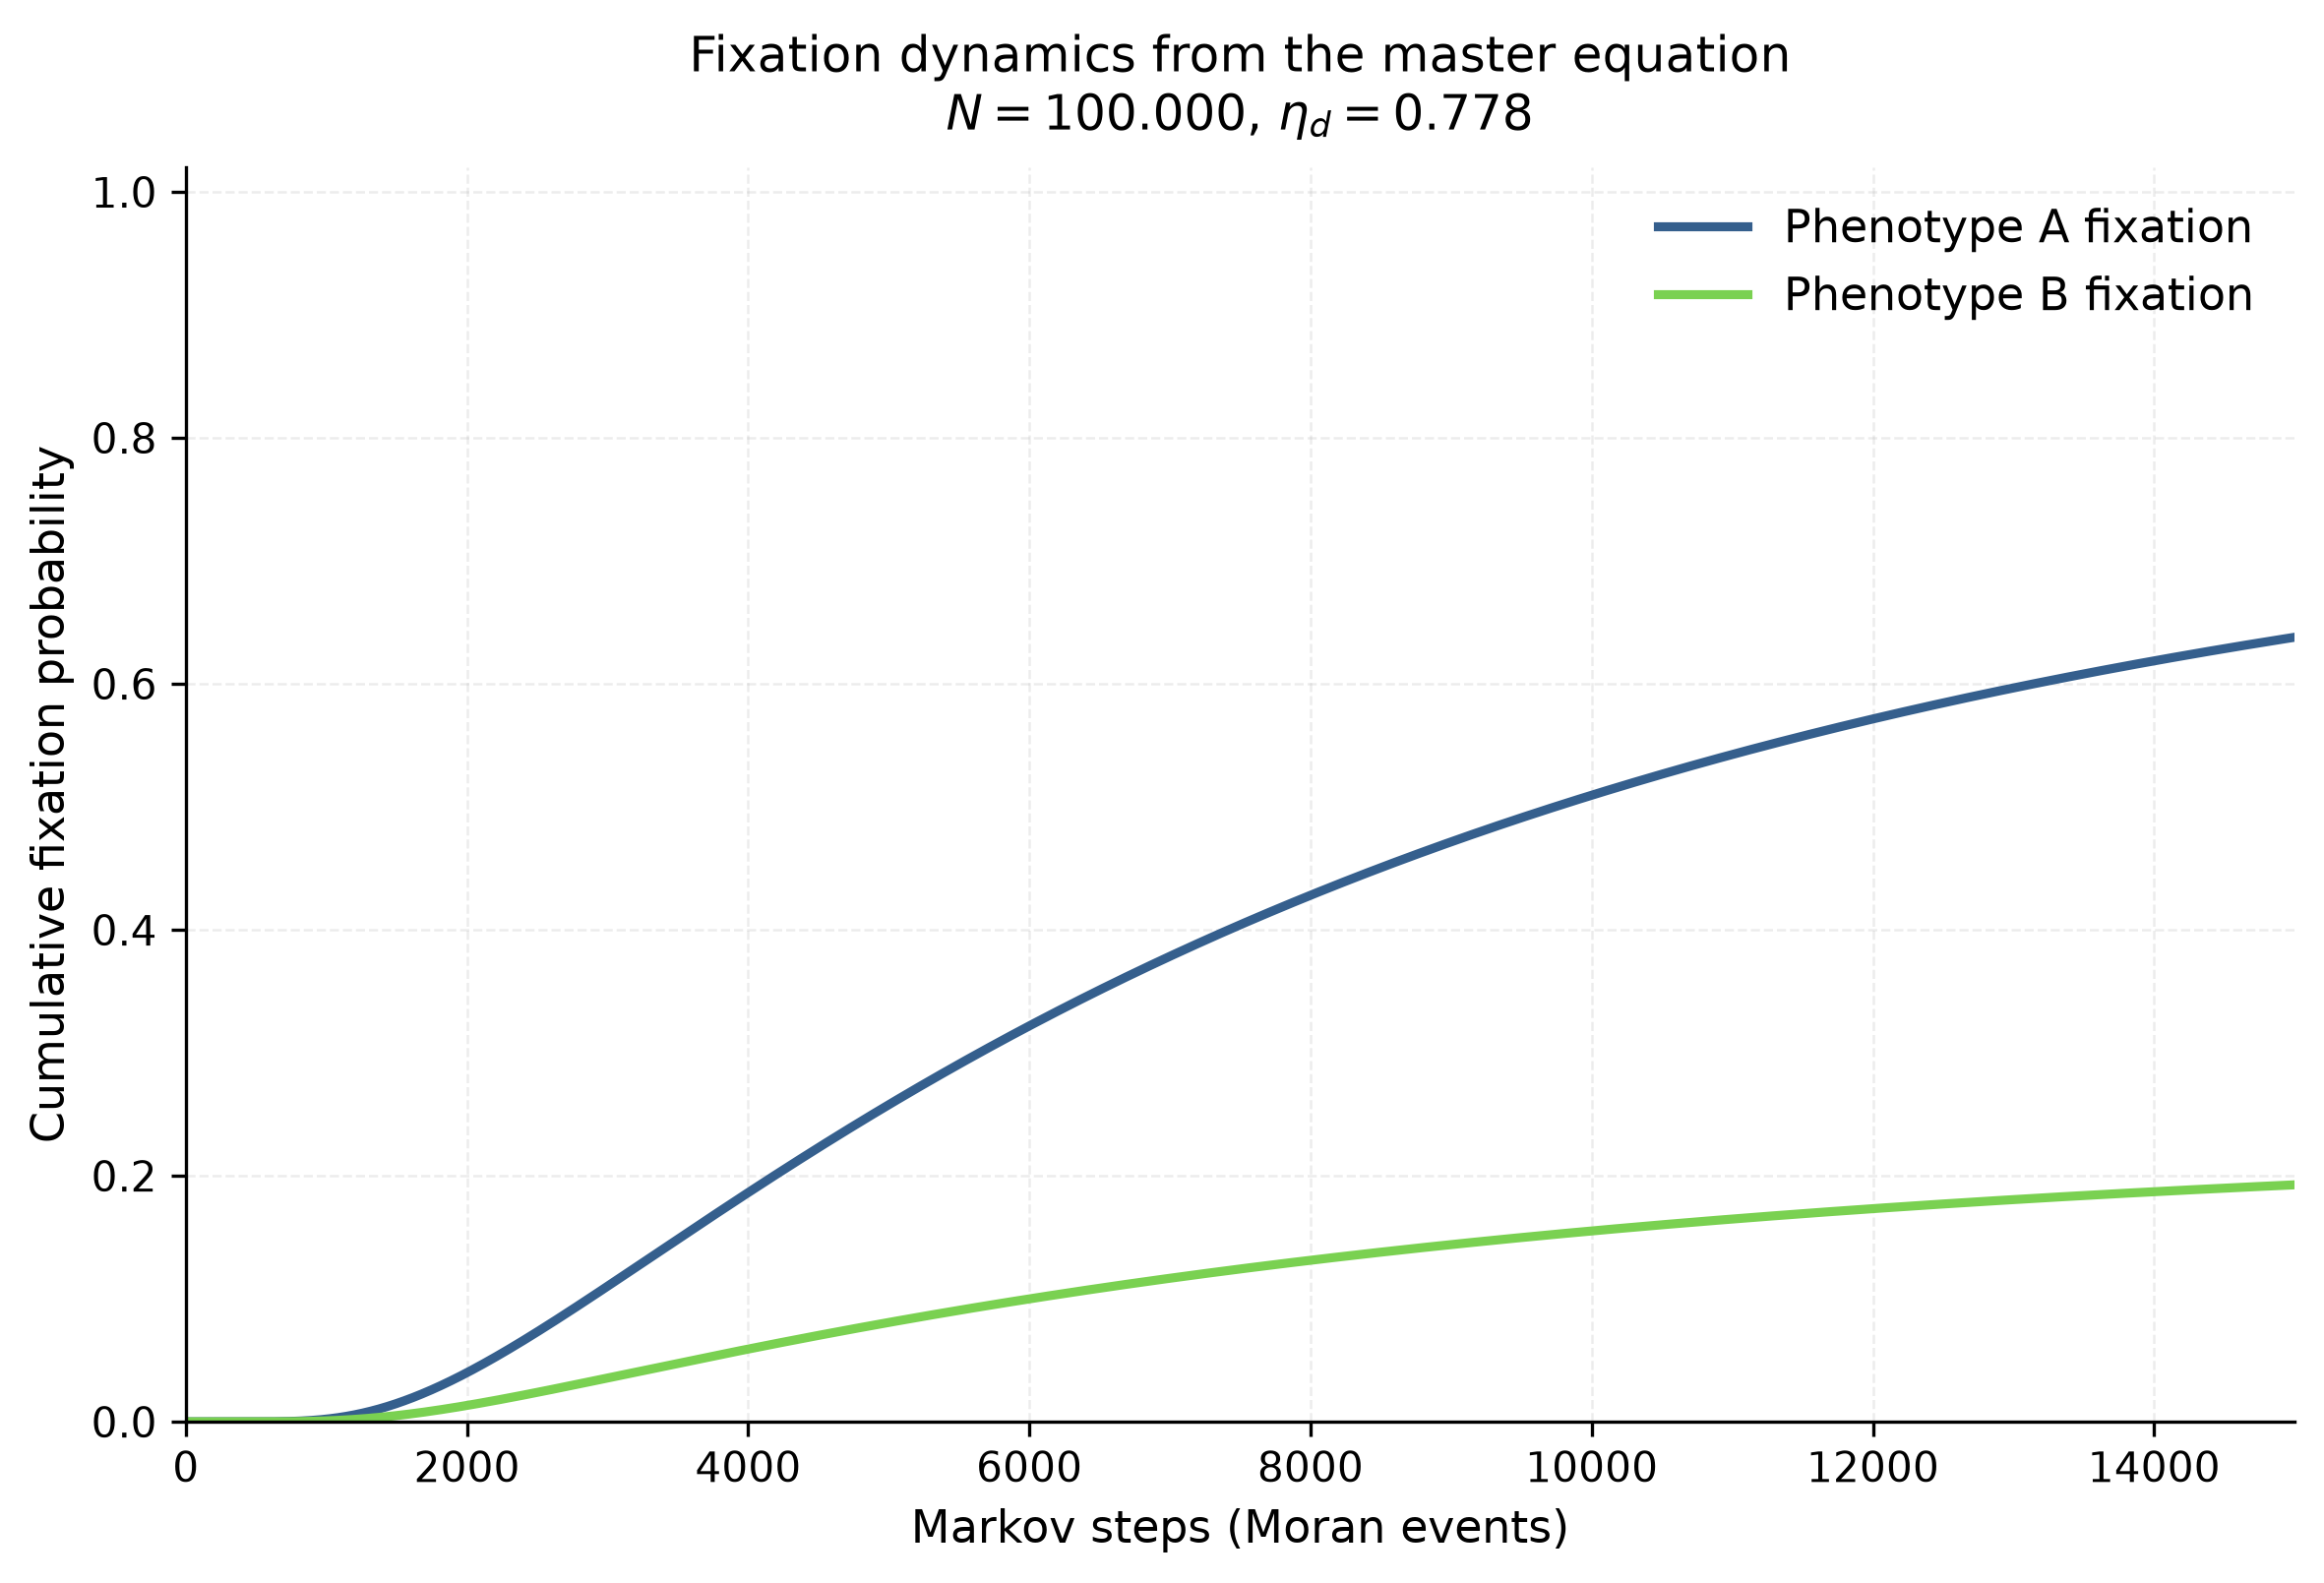 Fixation dynamics from the master equation
N = 100.000, η_d = 0.778
Phenotype A fixation
Phenotype B fixation
Cumulative fixation probability
1.0
0.8
0.6
0.4
0.2
0.0
0 2000 4000 6000 8000 10000 12000 14000
Markov steps (Moran events)